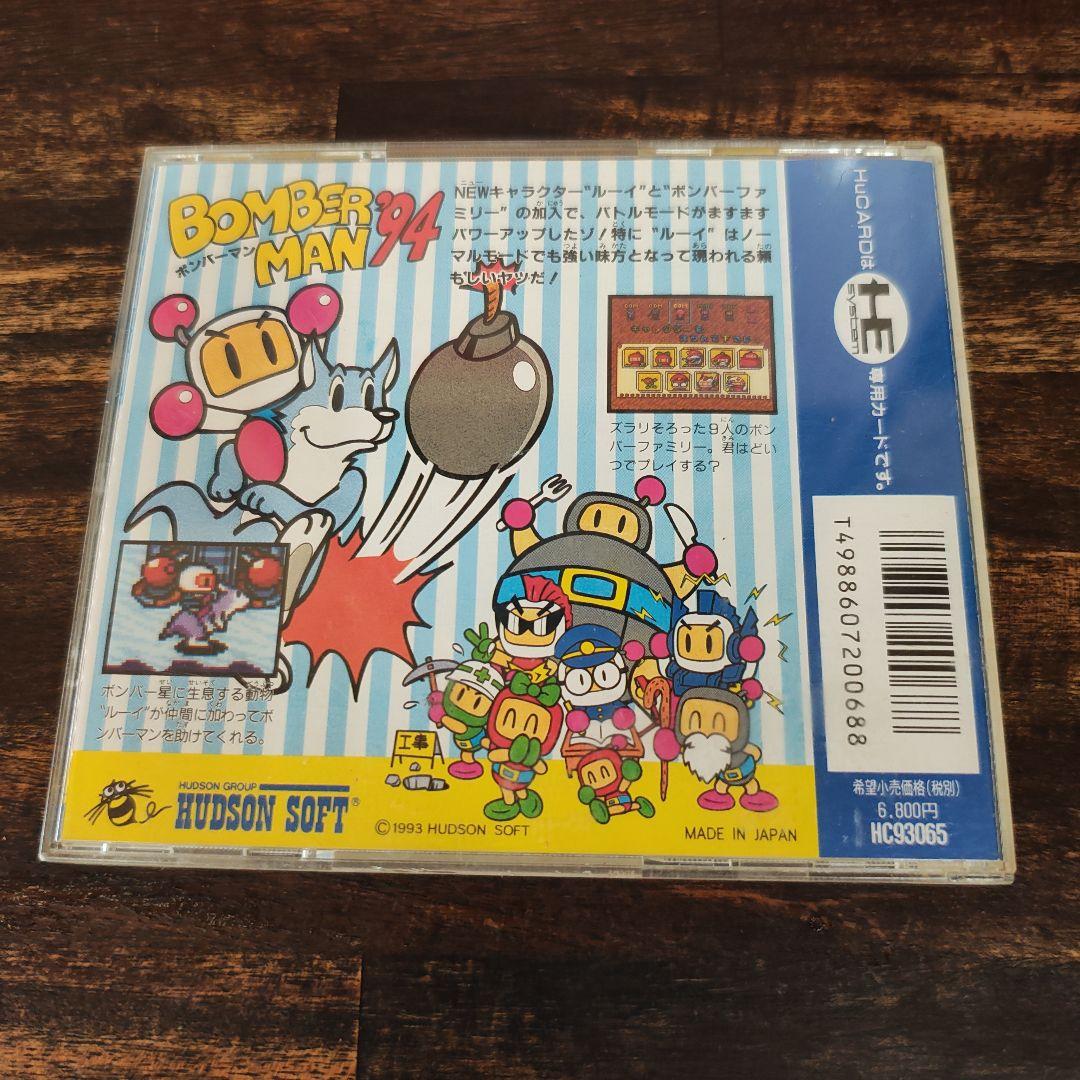 BOMBER
MAN '94
ボンバーマン
NEWキャラクター"ルーイ"と"ボンバーファ
ミリー"の加入で、バトルモードがますます
パワーアップしたゾ!特に"ルーイ"はノー
マルモードでも強い味方となって現われる頼
もしいヤツだ!
ズラリそろった9人のボン
バーファミリー。君はどい
つでプレイする?
ボンバー星に生息する動物
"ルーイ"が仲間に加わってボ
ンバーマンを助けてくれる。
工事
HUDSON GROUP
HUDSON SOFT®
©1993 HUDSON SOFT
MADE IN JAPAN
HuCARDは
HE
SYSTEM
専用カードです。
T4988607200688
希望小売価格(税別)
6,800円
HC93065